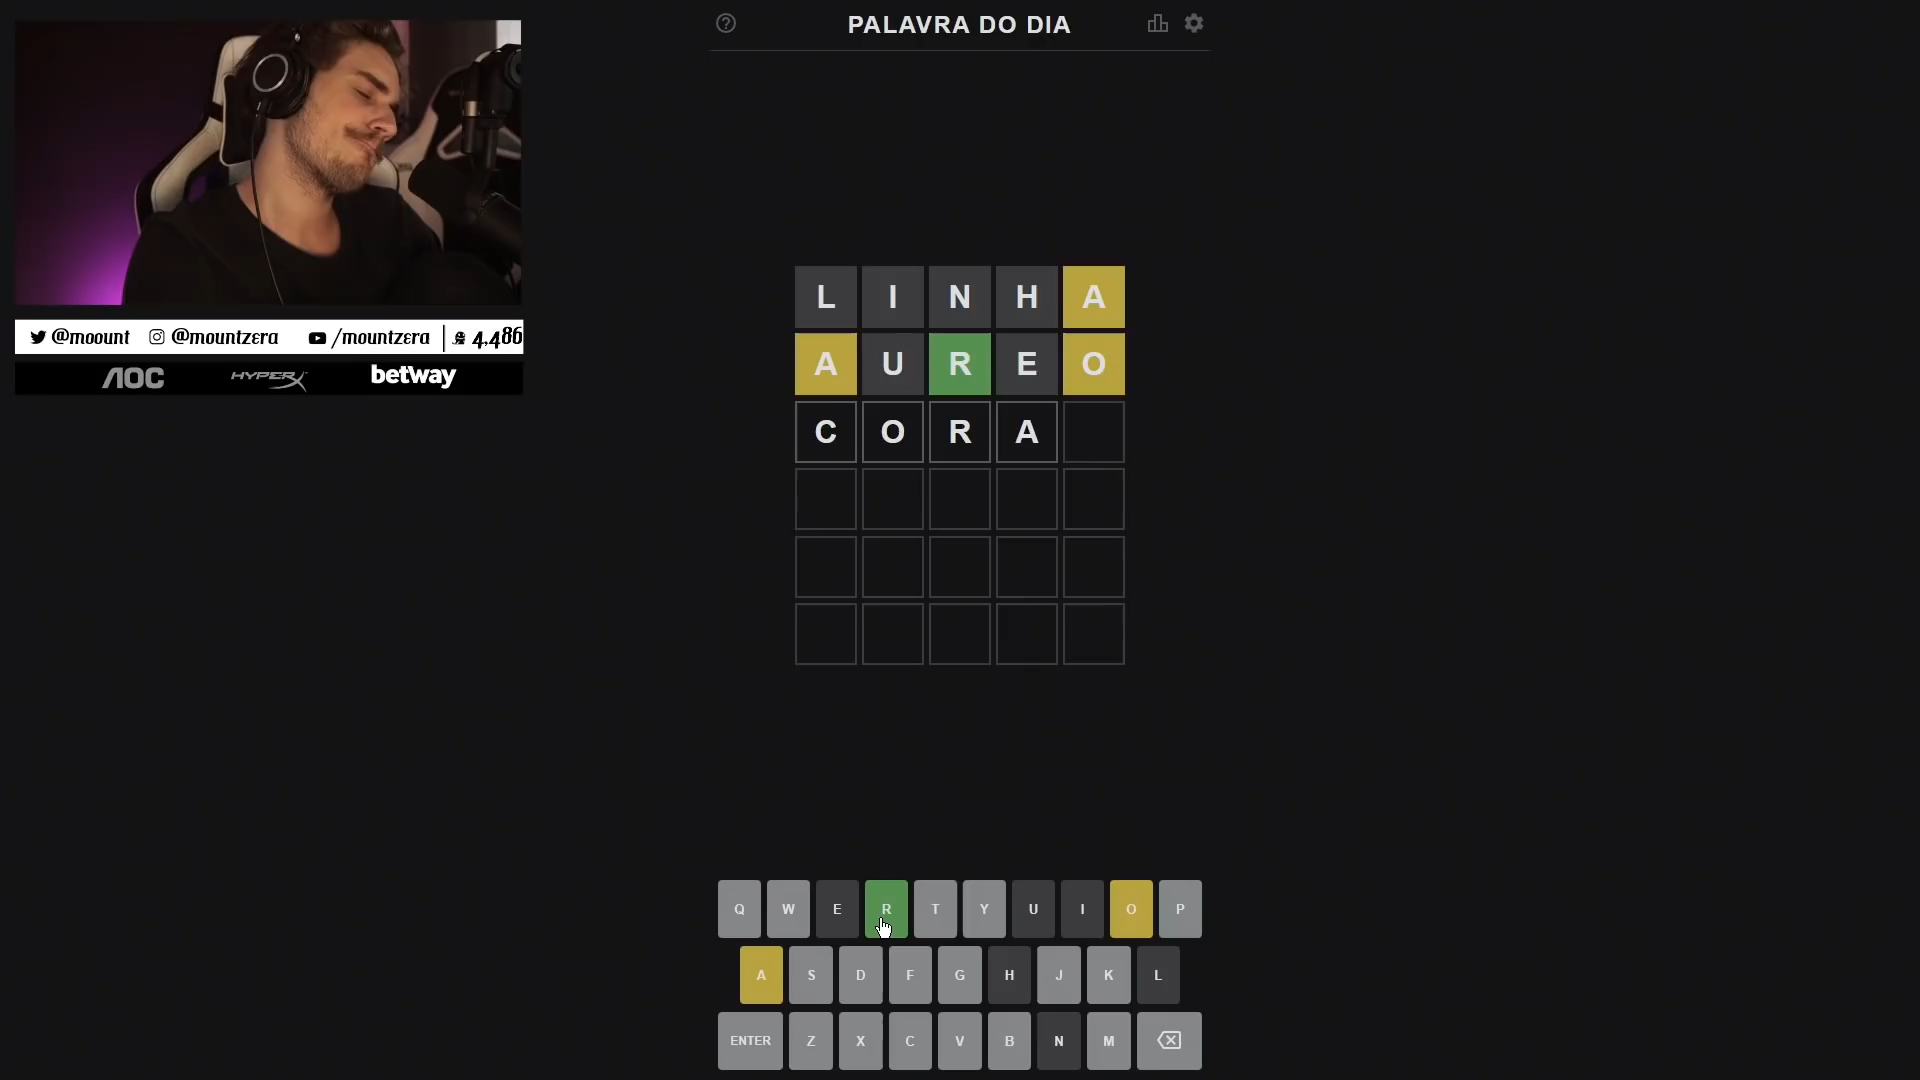 PALAVRA DO DIA
@moount @mountzera /mountzera 4.486
AOC HYPERX betway
L I N H A
A U R E O
C O R A
Q W E R T Y U I O P
A S D F G H J K L
ENTER Z X C V B N M